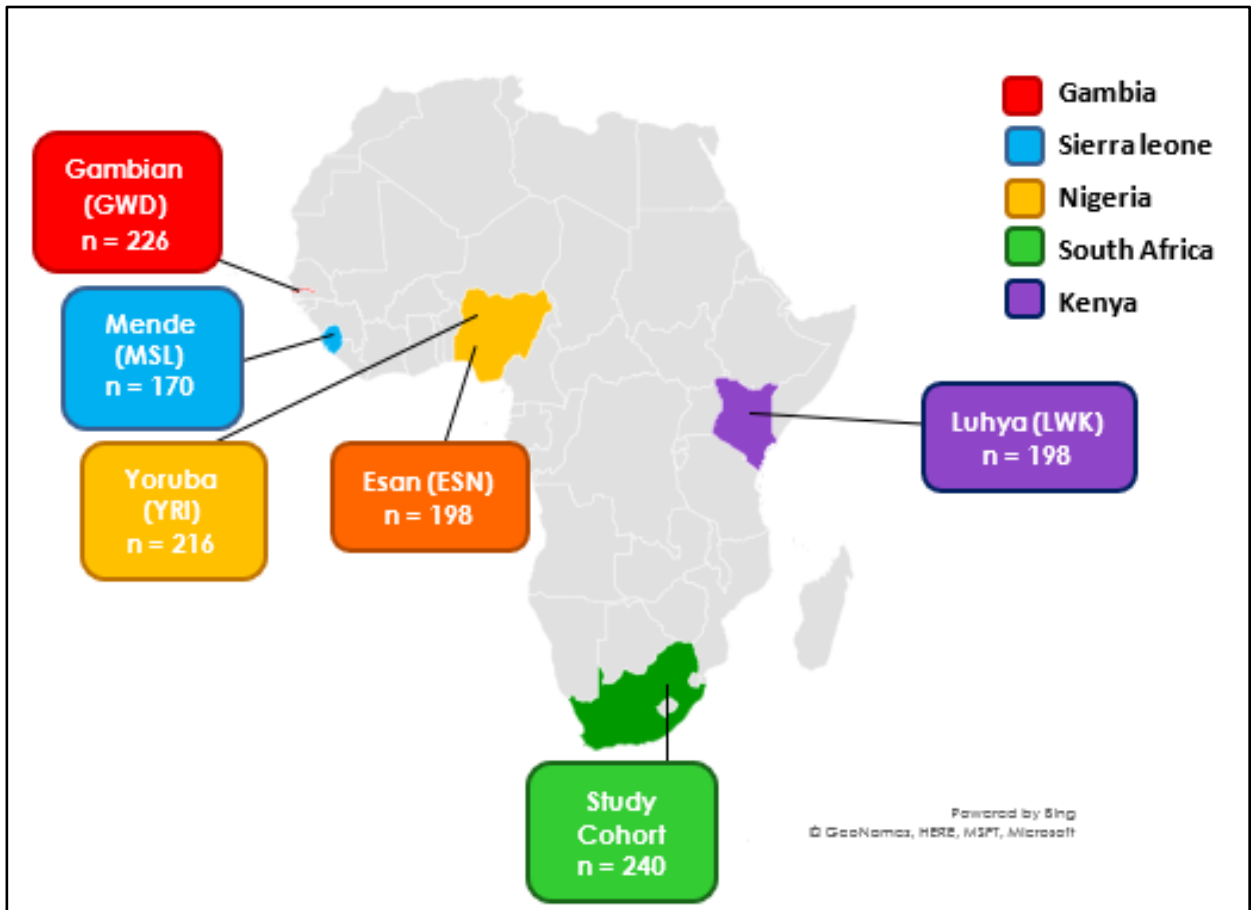 Gambian
(GWD)
n = 226
Mende
(MSL)
n = 170
Yoruba
(YRI)
n = 216
Esan (ESN)
n = 198
Luhya (LWK)
n = 198
Study
Cohort
n = 240
Gambia
Sierra leone
Nigeria
South Africa
Kenya
Powered by Bing
© GeoNames, HERE, MSFT, Microsoft